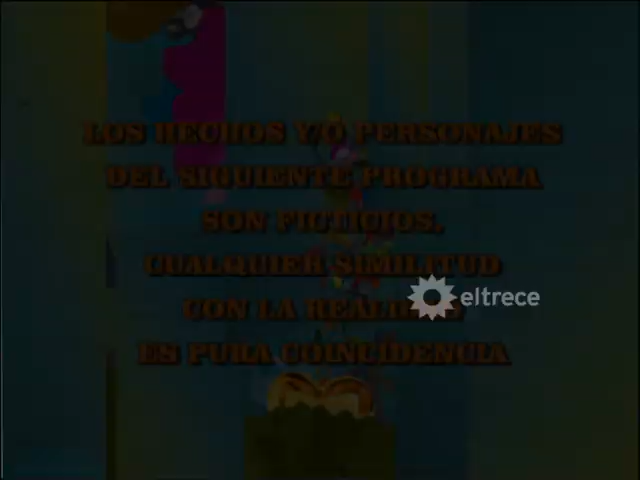 LOS HECHOS Y/O PERSONAJES
DEL SIGUIENTE PROGRAMA
SON FICTICIOS,
CUALQUIER SIMILITUD
CON LA REALIDAD,
eltrece
ES PURA COINCIDENCIA